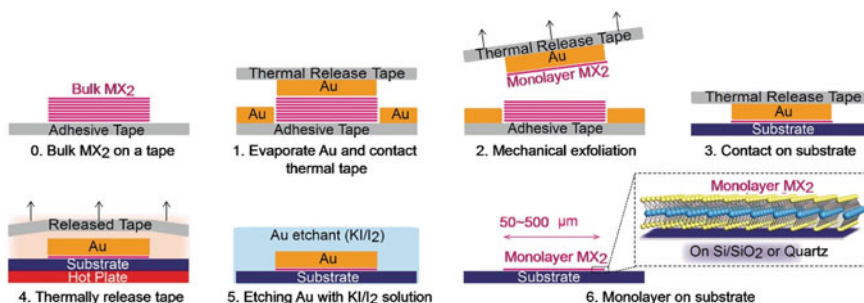 Bulk MX2
Adhesive Tape
0. Bulk MX2 on a tape
Thermal Release Tape
Au
Au
Au
Adhesive Tape
1. Evaporate Au and contact
thermal tape
Thermal Release Tape
Au
Monolayer MX2
Adhesive Tape
2. Mechanical exfoliation
Thermal Release Tape
Au
Substrate
3. Contact on substrate
Released Tape
Au
Substrate
Hot Plate
4. Thermally release tape
Au etchant (KI/I2)
Au
Substrate
5. Etching Au with KI/I2 solution
50~500 μm
Monolayer MX2
Substrate
Monolayer MX2
On Si/SiO2 or Quartz
6. Monolayer on substrate